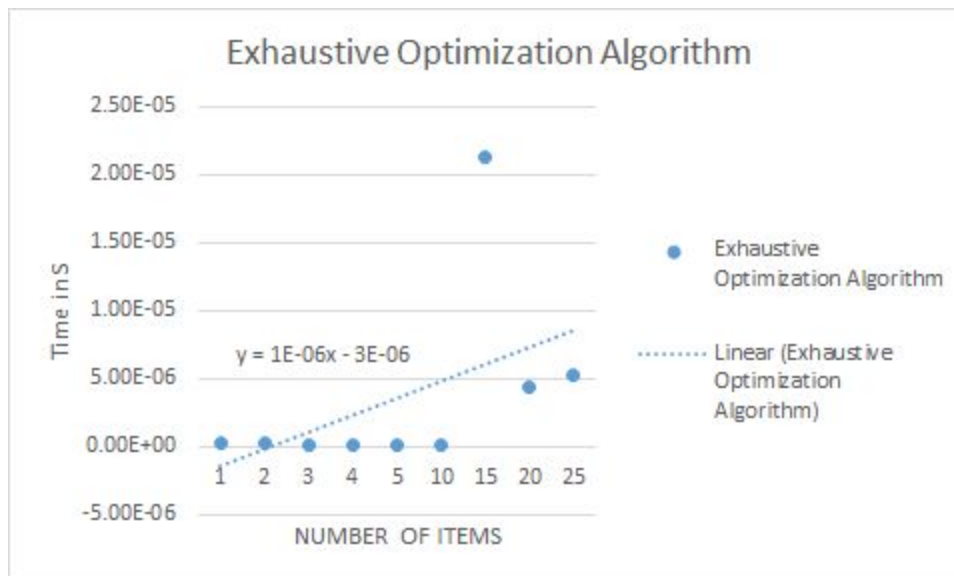 Exhaustive Optimization Algorithm
2.50E-05
2.00E-05
1.50E-05
1.00E-05
5.00E-06
0.00E+00
-5.00E-06
Time in S
y = 1E-06x - 3E-06
1 2 3 4 5 10 15 20 25
NUMBER OF ITEMS
Exhaustive
Optimization Algorithm
Linear (Exhaustive
Optimization
Algorithm)